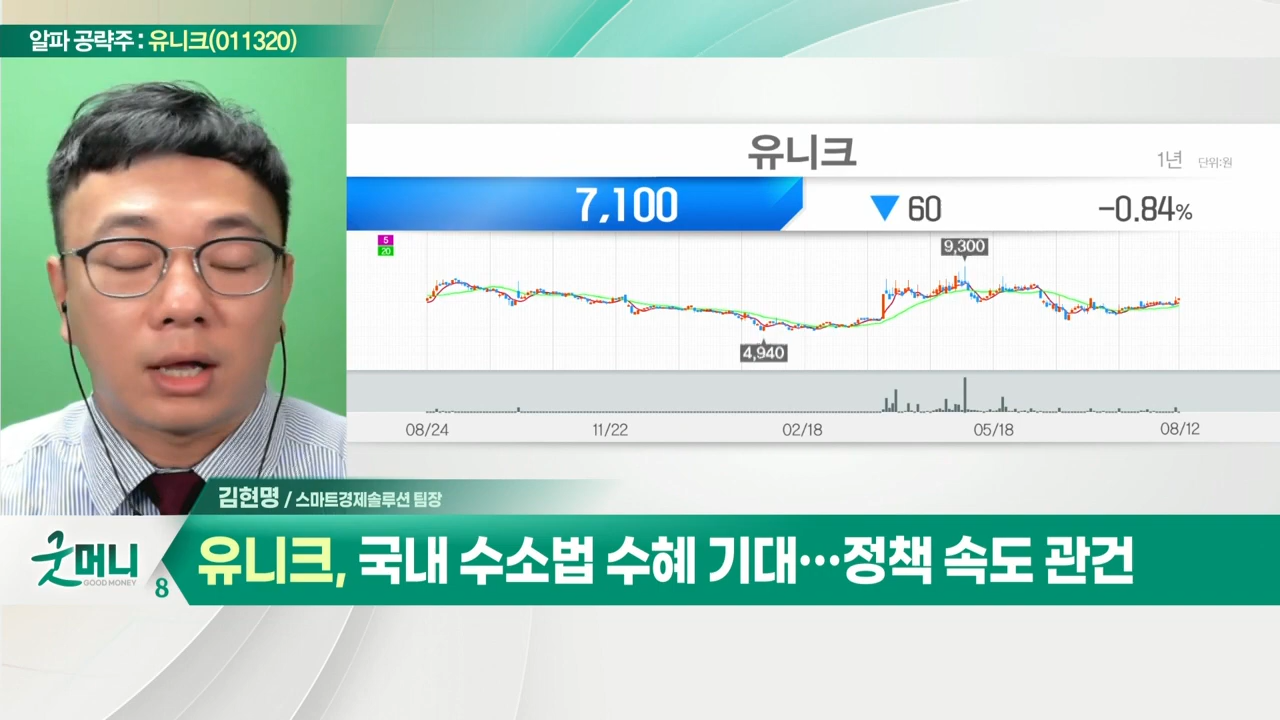 알파 공략주 : 유니크(011320)
유니크
1년 단위:원
7,100 ▼ 60 -0.84%
5
20
9,300
4,940
08/24 11/22 02/18 05/18 08/12
김현명 / 스마트경제솔루션 팀장
굿머니
GOOD MONEY
8
유니크, 국내 수소법 수혜 기대…정책 속도 관건